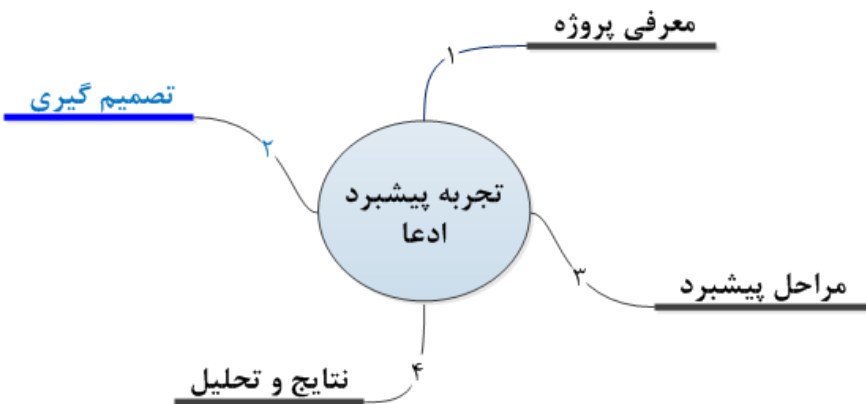 معرفی پروژه
۱
تصمیم گیری
۲
تجربه پیشبرد
ادعا
۳
مراحل پیشبرد
۴
نتایج و تحلیل